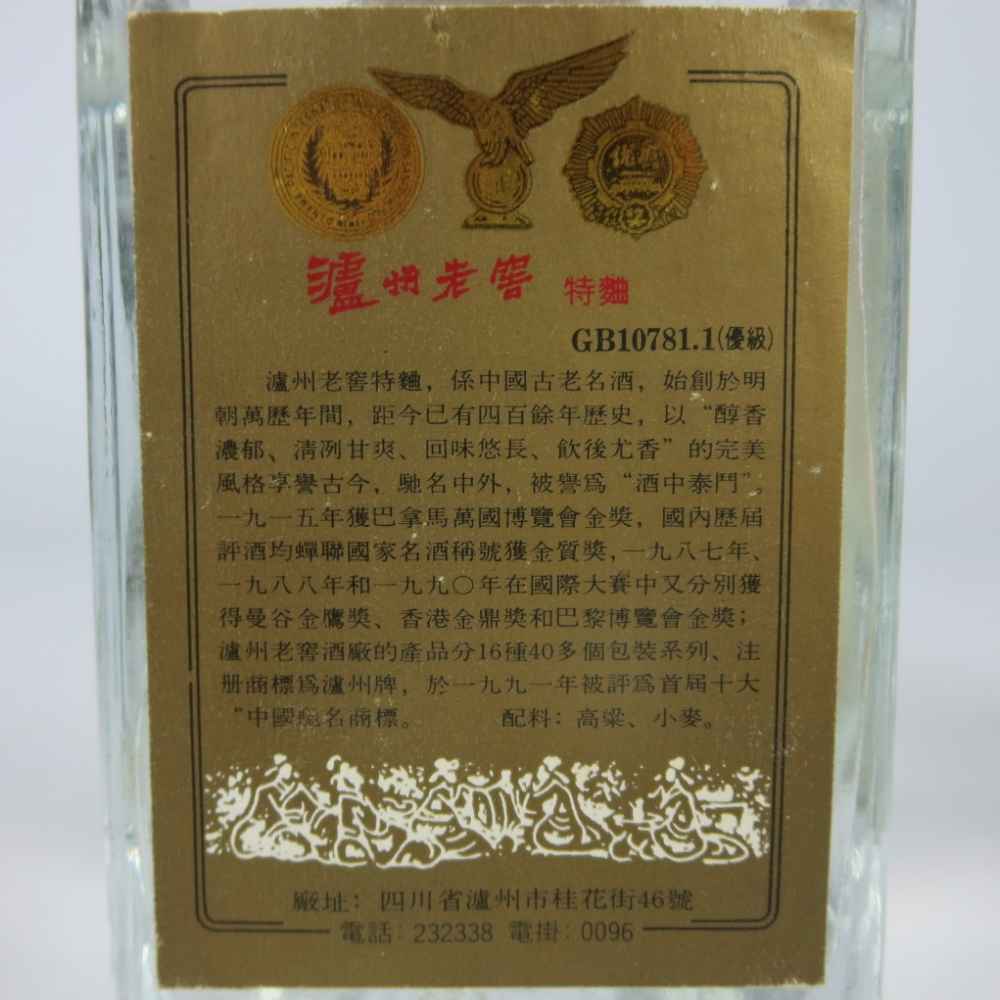 瀘州老窖 特麯
GB10781.1(優級)
瀘州老窖特麯，係中國古老名酒，始創於明
朝萬歷年間，距今已有四百餘年歷史，以“醇香
濃郁、清冽甘爽、回味悠長、飲後尤香”的完美
風格享譽古今，馳名中外，被譽爲“酒中泰鬥”。
一九一五年獲巴拿馬萬國博覽會金獎，國內歷屆
評酒均蟬聯國家名酒稱號獲金質獎，一九八七年、
一九八八年和一九九〇年在國際大賽中又分別獲
得曼谷金鷹獎、香港金鼎獎和巴黎博覽會金獎；
瀘州老窖酒廠的產品分16種40多個包裝系列、注
册商標爲瀘州牌，於一九九一年被評爲首屆十大
“中國馳名商標。 配料：高粱、小麥。
廠址：四川省瀘州市桂花街46號
電話：232338 電掛：0096